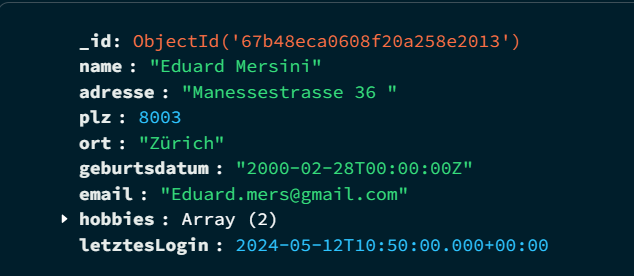 _id: ObjectId('67b48eca0608f20a258e2013')
name : "Eduard Mersini"
adresse : "Manessestrasse 36 "
plz : 8003
ort : "Zürich"
geburtsdatum : "2000-02-28T00:00:00Z"
email : "Eduard.mers@gmail.com"
hobbies : Array (2)
letztesLogin : 2024-05-12T10:50:00.000+00:00